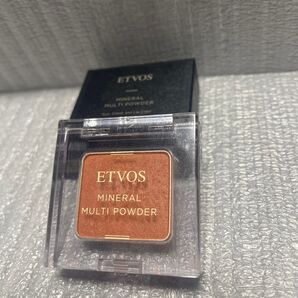 ETVOS
MINERAL
MULTI POWDER
ETVOS
MINERAL
MULTI POWDER